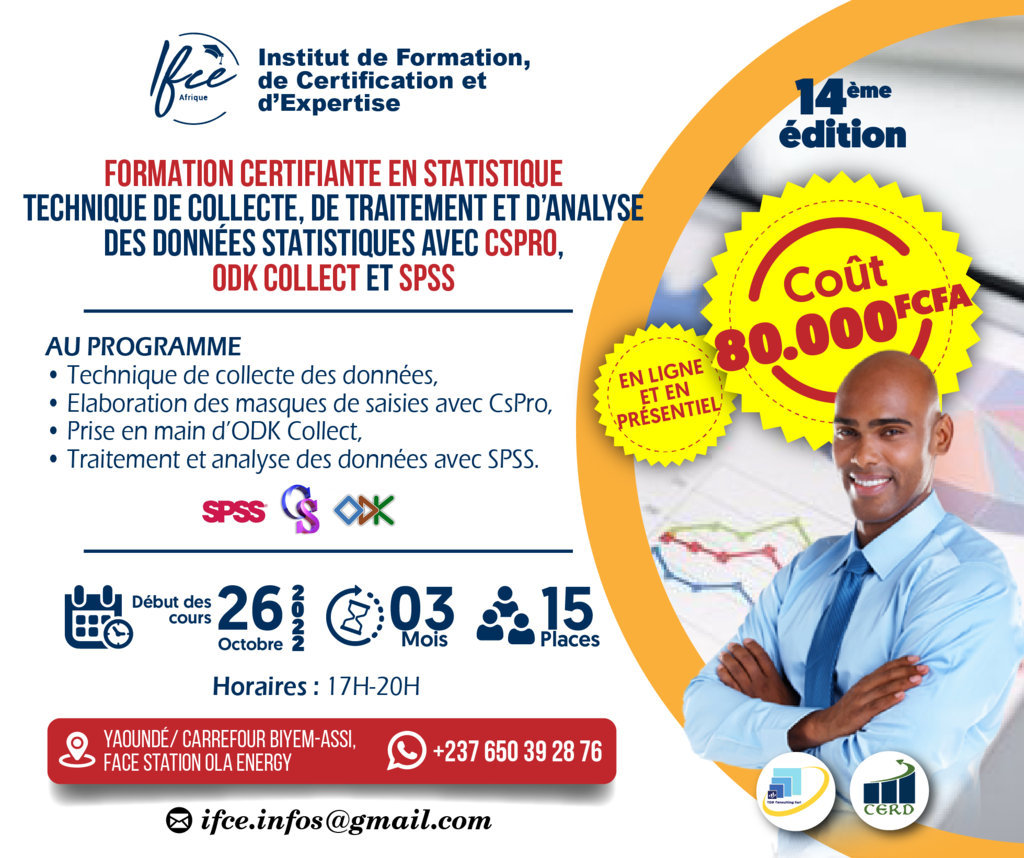 Ifce
Afrique
Institut de Formation,
de Certification et
d'Expertise
14ème
édition
FORMATION CERTIFIANTE EN STATISTIQUE
TECHNIQUE DE COLLECTE, DE TRAITEMENT ET D'ANALYSE
DES DONNÉES STATISTIQUES AVEC CSPRO,
ODK COLLECT ET SPSS
Coût
80.000FCFA
EN LIGNE
ET EN
PRÉSENTIEL
AU PROGRAMME
• Technique de collecte des données,
• Elaboration des masques de saisies avec CsPro,
• Prise en main d'ODK Collect,
• Traitement et analyse des données avec SPSS.
SPSS
CS
ODK
Début des
cours
26
Octobre
2022
03
Mois
15
Places
Horaires : 17H-20H
YAOUNDÉ/ CARREFOUR BIYEM-ASSI,
FACE STATION OLA ENERGY
+237 650 39 28 76
ifce.infos@gmail.com
CERD